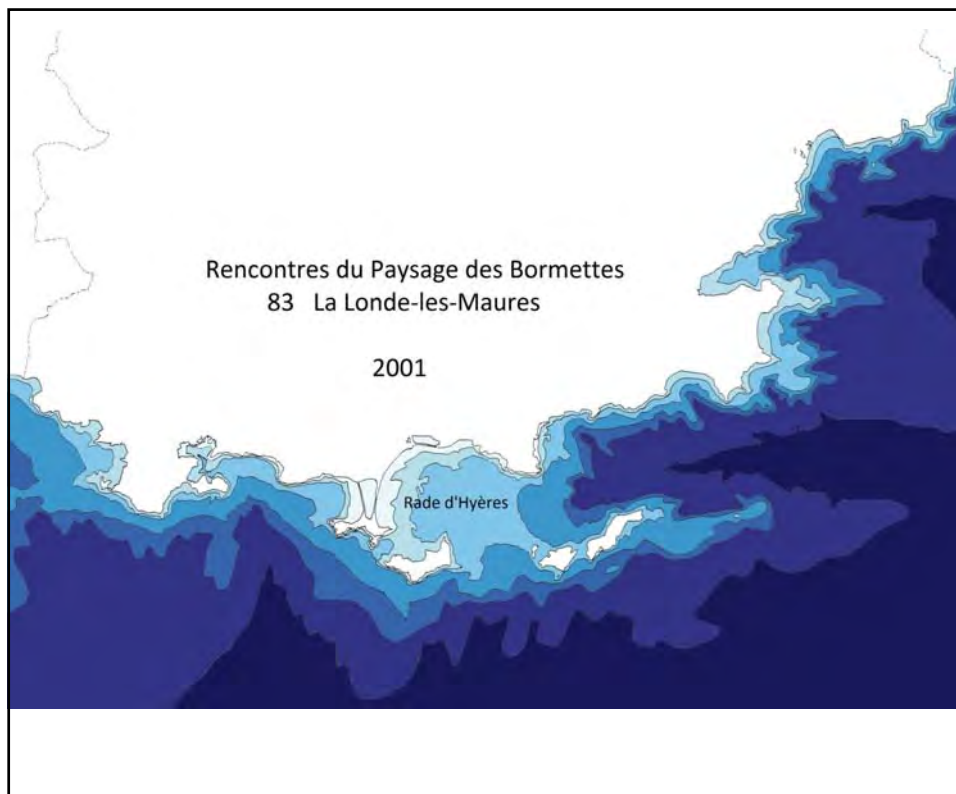 Rencontres du Paysage des Bormettes
83 La Londe-les-Maures
2001
Rade d'Hyères